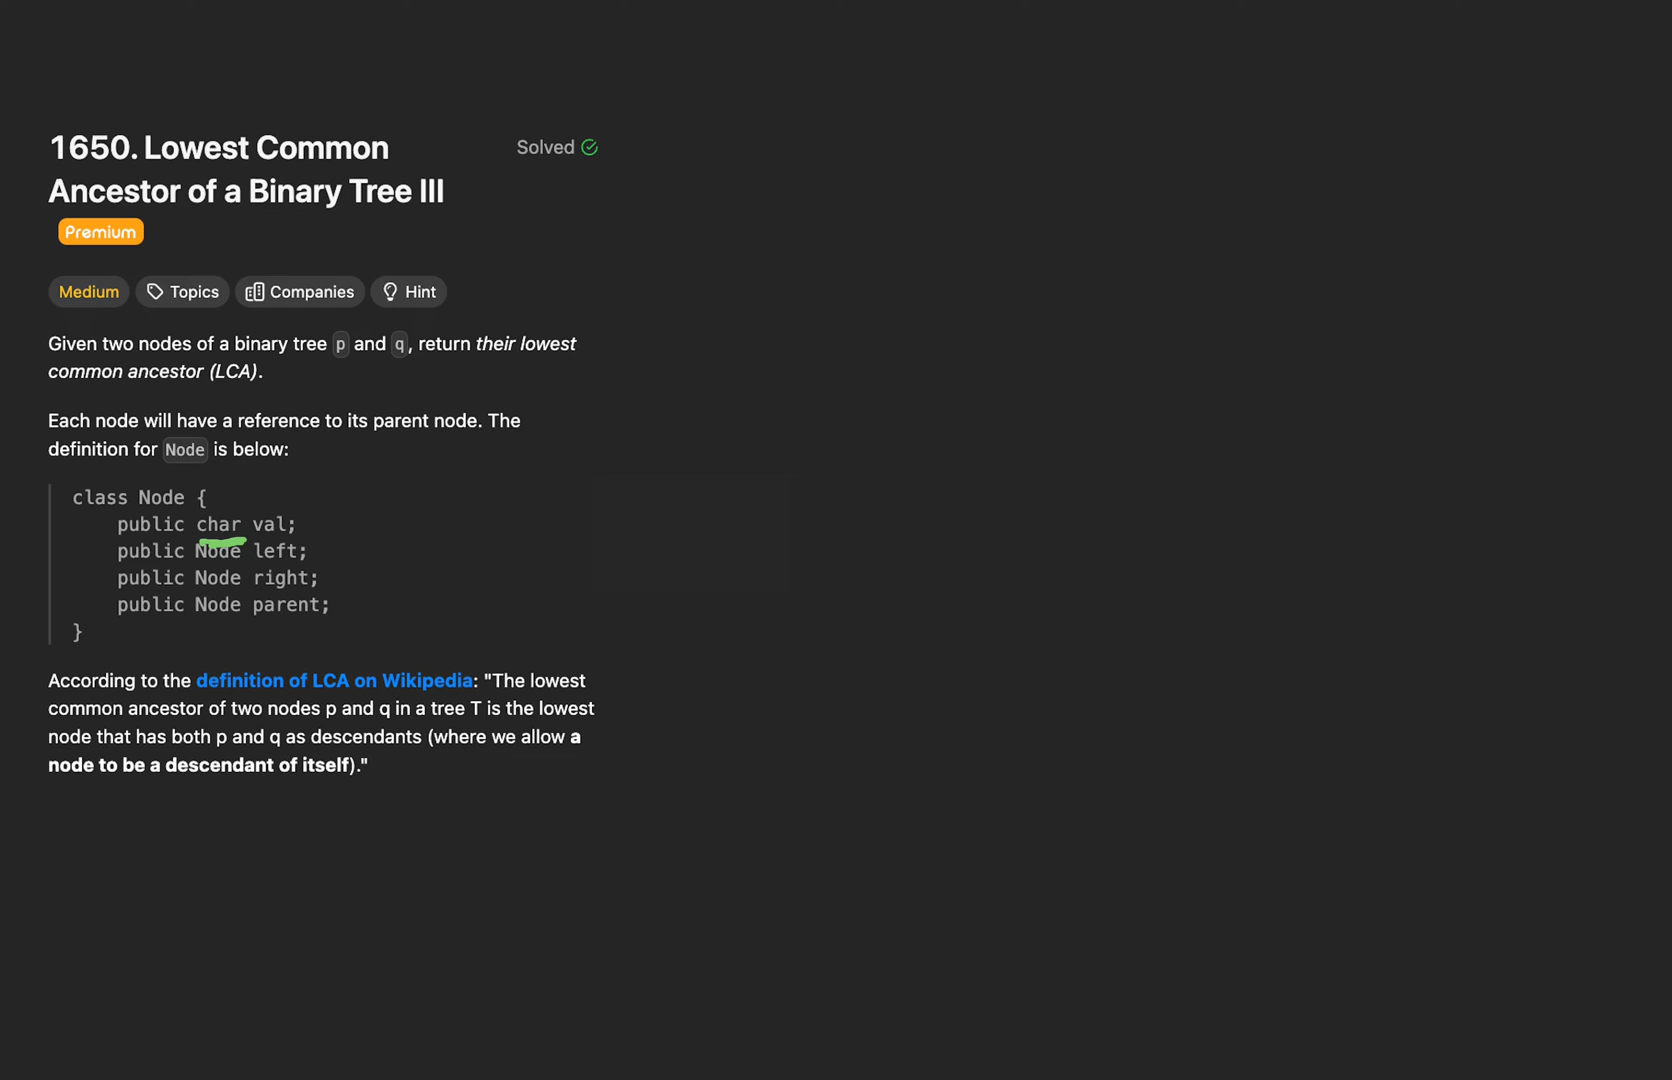 1650. Lowest Common
Solved
Ancestor of a Binary Tree III
Premium
Medium Topics Companies Hint
Given two nodes of a binary tree p and q, return their lowest
common ancestor (LCA).
Each node will have a reference to its parent node. The
definition for Node is below:
class Node {
    public char val;
    public Node left;
    public Node right;
    public Node parent;
}
According to the definition of LCA on Wikipedia: "The lowest
common ancestor of two nodes p and q in a tree T is the lowest
node that has both p and q as descendants (where we allow a
node to be a descendant of itself)."